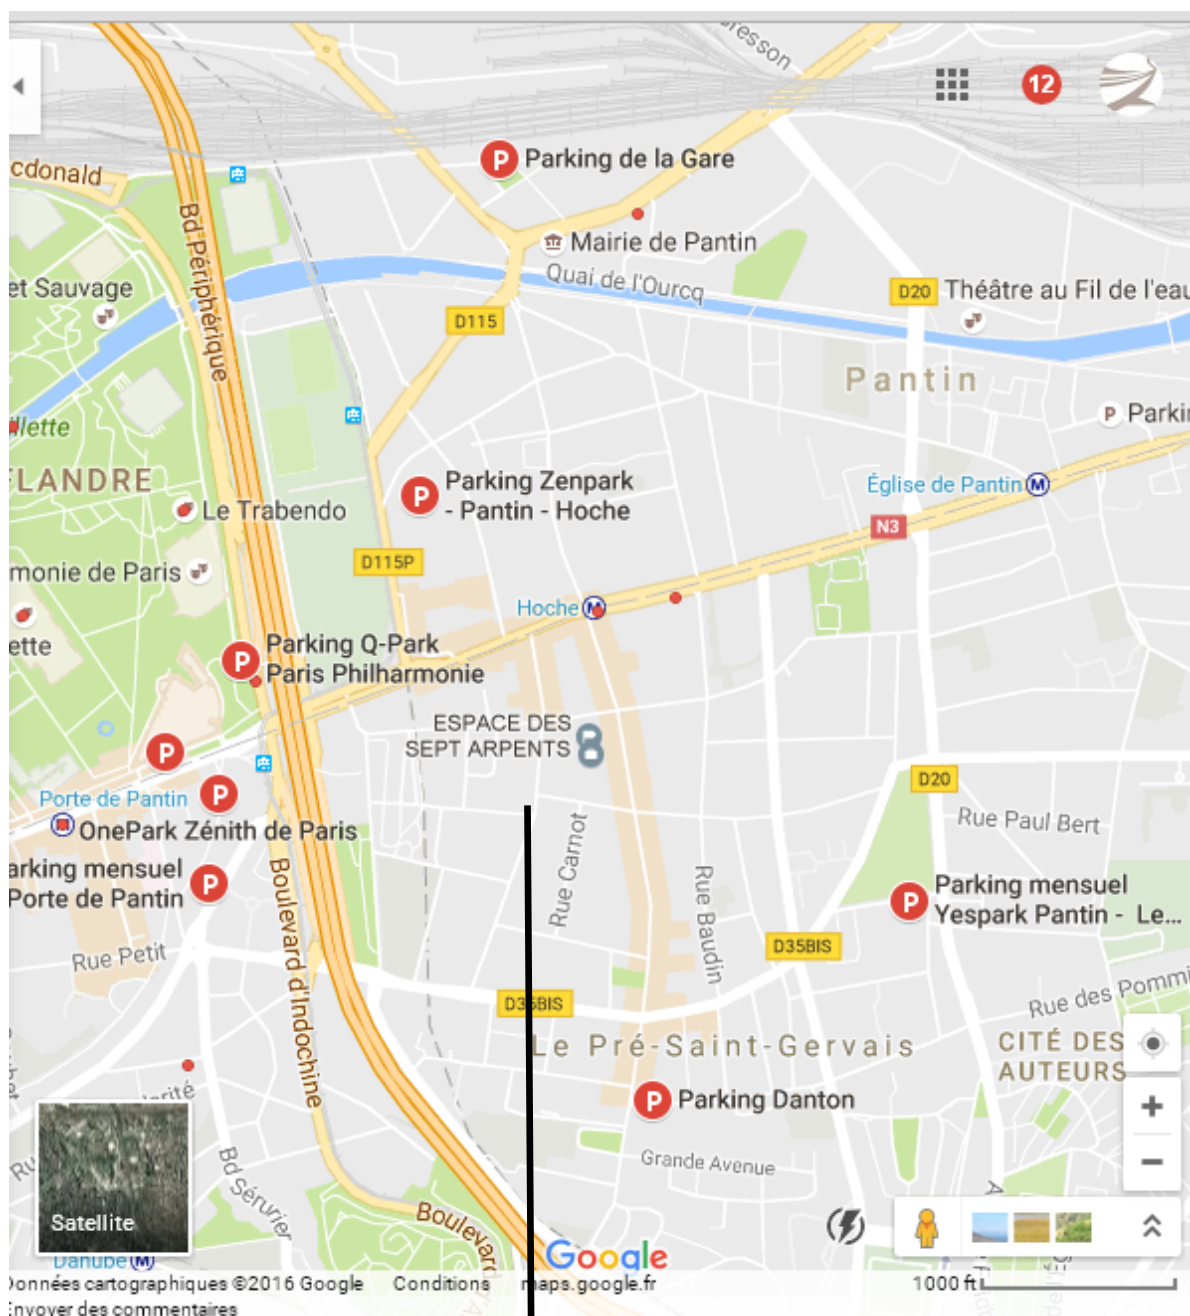 resson
12
P Parking de la Gare
cdonald
Bd Périphérique
Mairie de Pantin
Quai de l'Ourcq
et Sauvage
D20 Théâtre au Fil de l'eau
D115
Pantin
illette
P Parkin
FLANDRE
Parking Zenpark
P - Pantin - Hoche
Église de Pantin M
Le Trabendo
N3
D115P
monie de Paris
Hoche M
ette
Parking Q-Park
P Paris Philharmonie
ESPACE DES
SEPT ARPENTS
P
P
Porte de Pantin
D20
OnePark Zénith de Paris
Rue Paul Bert
Rue Carnot
arking mensuel
Porte de Pantin P
Rue Baudin
Parking mensuel
P Yespark Pantin - Le...
Boulevard d'Indochine
Rue Petit
D35BIS
D35BIS
Rue des Pommi
Le Pré-Saint-Gervais
CITÉ DES
AUTEURS
P Parking Danton
Grande Avenue
Bd Sérurier
Satellite
Boulevard
Danube M
Google
Données cartographiques ©2016 Google Conditions maps.google.fr 1000 ft
Envoyer des commentaires